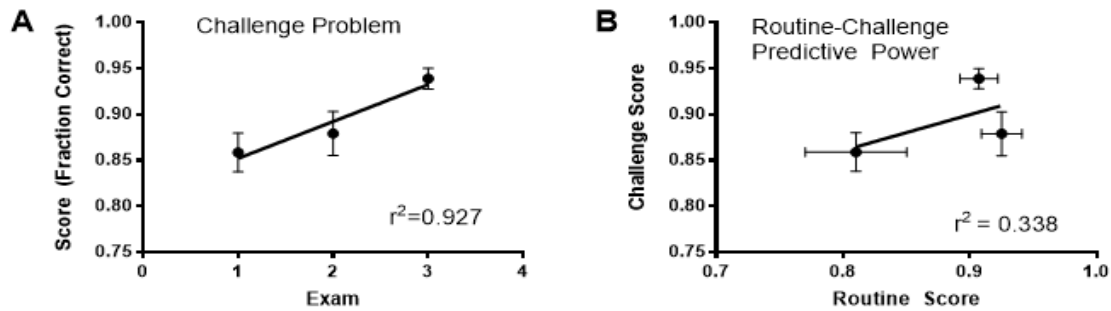 A
Challenge Problem
Score (Fraction Correct)
1.00
0.95
0.90
0.85
0.80
0.75
r²=0.927
0 1 2 3 4
Exam
B
Routine-Challenge
Predictive Power
Challenge Score
1.00
0.95
0.90
0.85
0.80
0.75
r² = 0.338
0.7 0.8 0.9 1.0
Routine Score